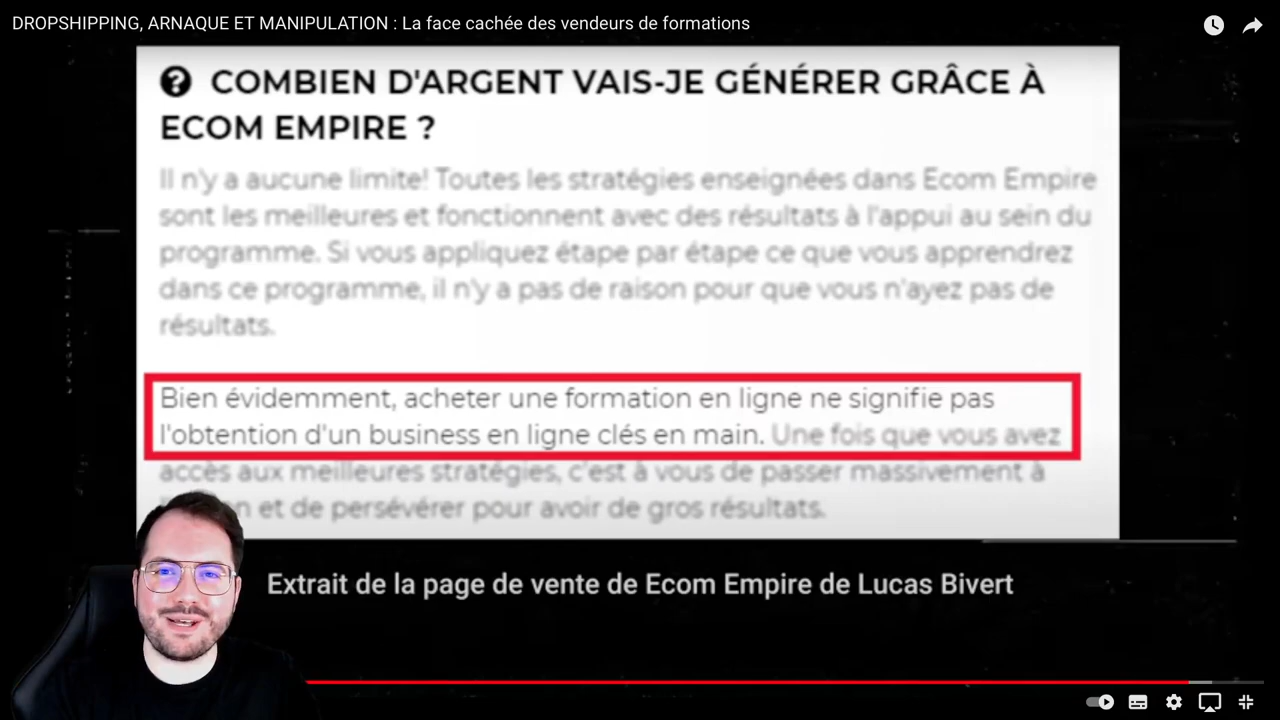 DROPSHIPPING, ARNAQUE ET MANIPULATION : La face cachée des vendeurs de formations
COMBIEN D'ARGENT VAIS-JE GÉNÉRER GRÂCE À
ECOM EMPIRE ?
Il n'y a aucune limite! Toutes les stratégies enseignées dans Ecom Empire
sont les meilleures et fonctionnent avec des résultats à l'appui au sein du
programme. Si vous appliquez étape par étape ce que vous apprendrez
dans ce programme, il n'y a pas de raison pour que vous n'ayez pas de
résultats.
Bien évidemment, acheter une formation en ligne ne signifie pas
l'obtention d'un business en ligne clés en main. Une fois que vous avez
accès aux meilleures stratégies, c'est à vous de passer massivement à
n et de persévérer pour avoir de gros résultats.
Extrait de la page de vente de Ecom Empire de Lucas Bivert